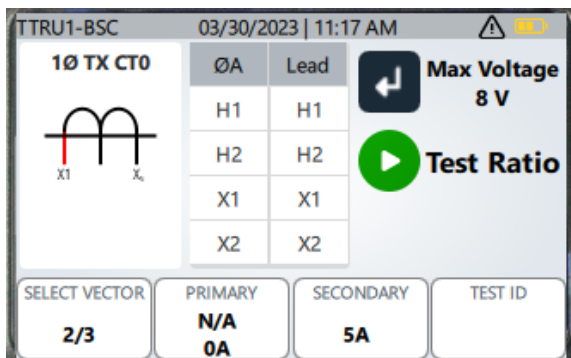 TTRU1-BSC 03/30/2023 | 11:17 AM
1Ø TX CT0
X1
ØA Lead
H1 H1
H2 H2
X1 X1
X2 X2
Max Voltage
8 V
Test Ratio
SELECT VECTOR
2/3
PRIMARY
N/A
0A
SECONDARY
5A
TEST ID